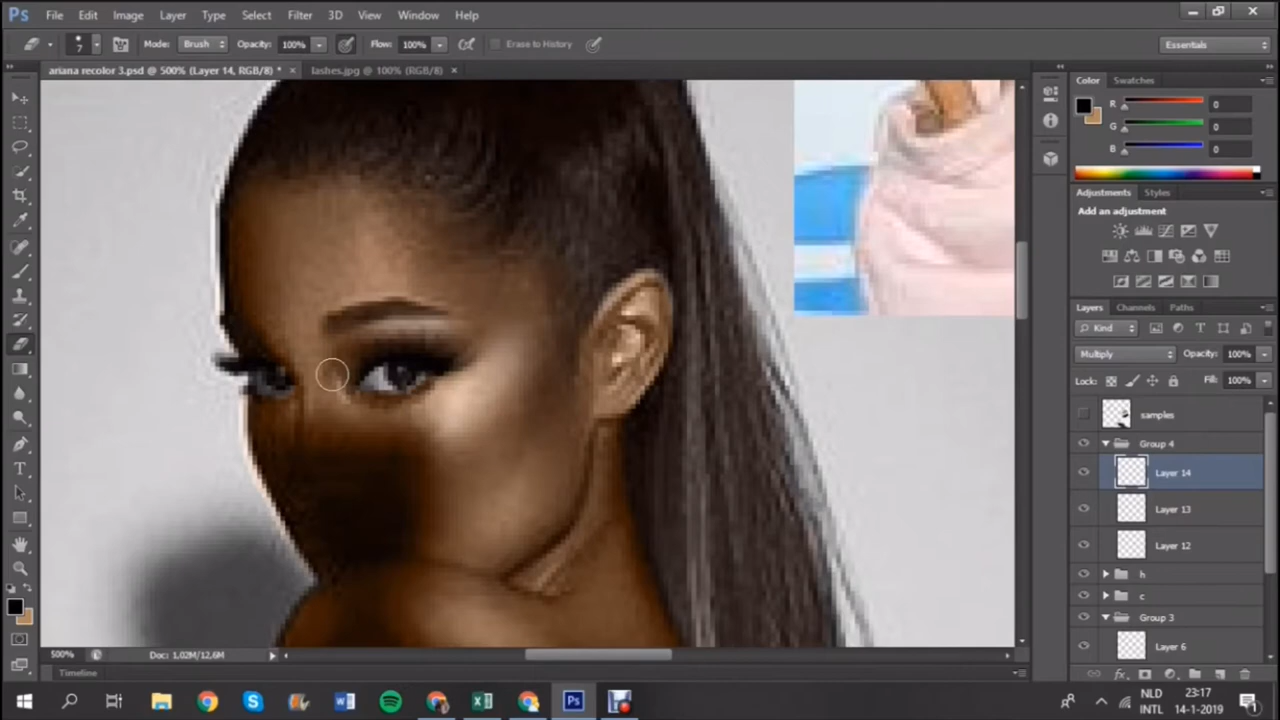 Ps File Edit Image Layer Type Select Filter 3D View Window Help
7 Mode: Brush Opacity: 100% Flow: 100% Erase to History Essentials
ariana recolor 3.psd @ 500% (Layer 14, RGB/8) * × lashes.jpg @ 100% (RGB/8) ×
Color Swatches
R 0
G 0
B 0
Adjustments Styles
Add an adjustment
Layers Channels Paths
Kind
Multiply Opacity: 100%
Lock: Fill: 100%
samples
Group 4
Layer 14
Layer 13
Layer 12
h
c
Group 3
Layer 6
500% Doc: 1,02M/12,6M
Timeline
NLD 23:17
INTL 14-1-2019